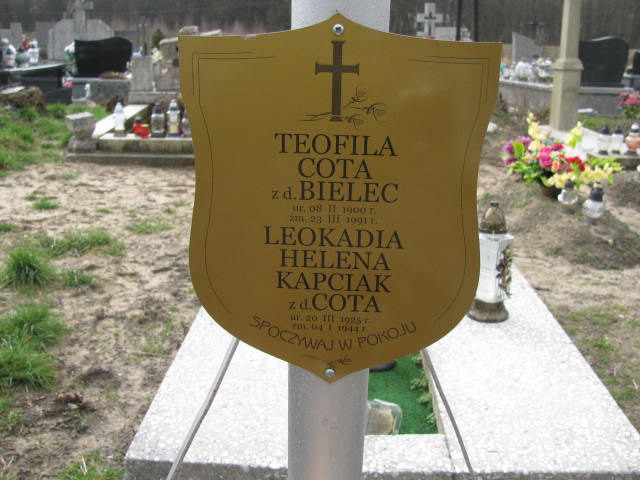 TEOFILA
COTA
z d. BIELEC
ur. 08 II 1900 r.
zm. 23 III 1991 r.
LEOKADIA
HELENA
KAPCIAK
z d. COTA
ur. 20 III 1925 r.
zm. 04 I 1944 r.
SPOCZYWAJ W POKOJU